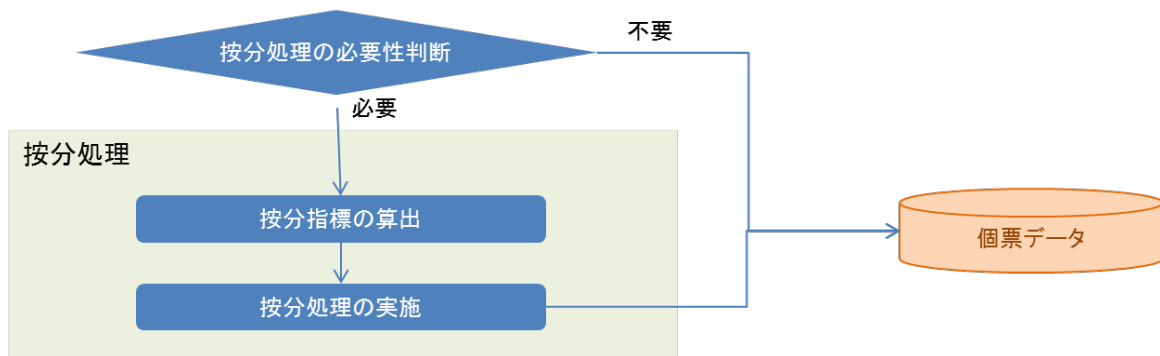 按分処理の必要性判断
不要
必要
按分処理
按分指標の算出
個票データ
按分処理の実施